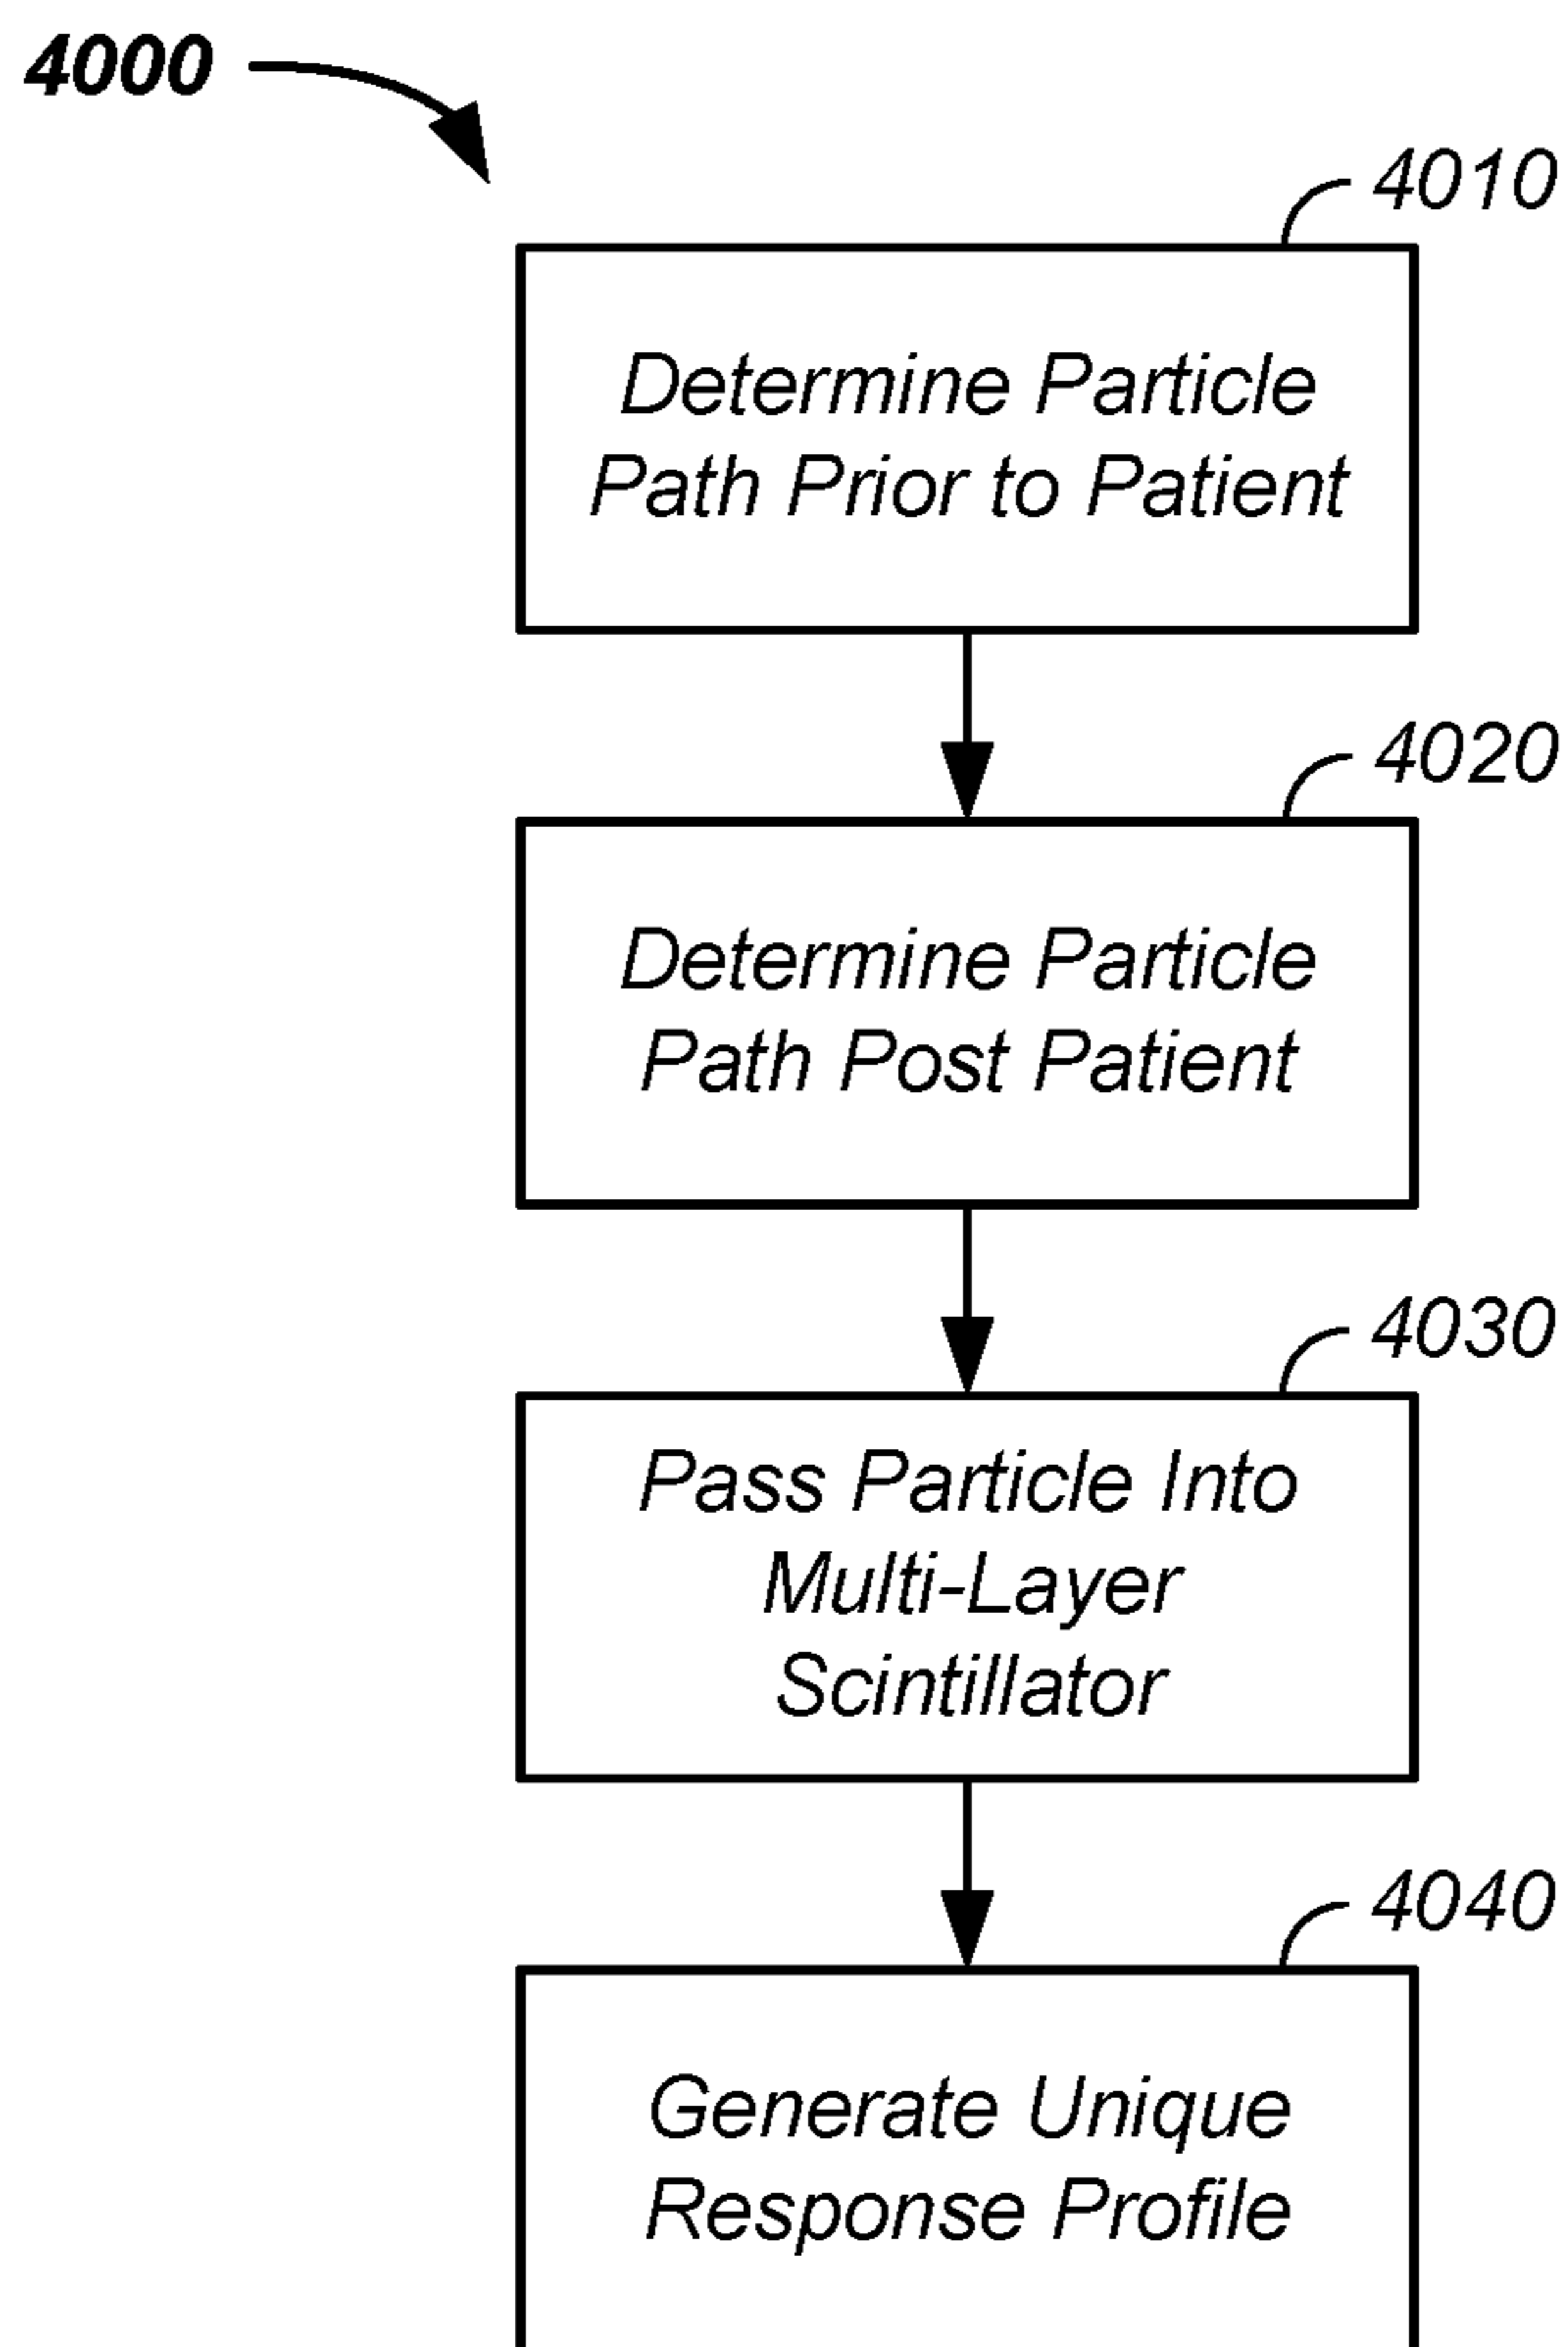 4000
4010
Determine Particle
Path Prior to Patient
4020
Determine Particle
Path Post Patient
4030
Pass Particle Into
Multi-Layer
Scintillator
4040
Generate Unique
Response Profile